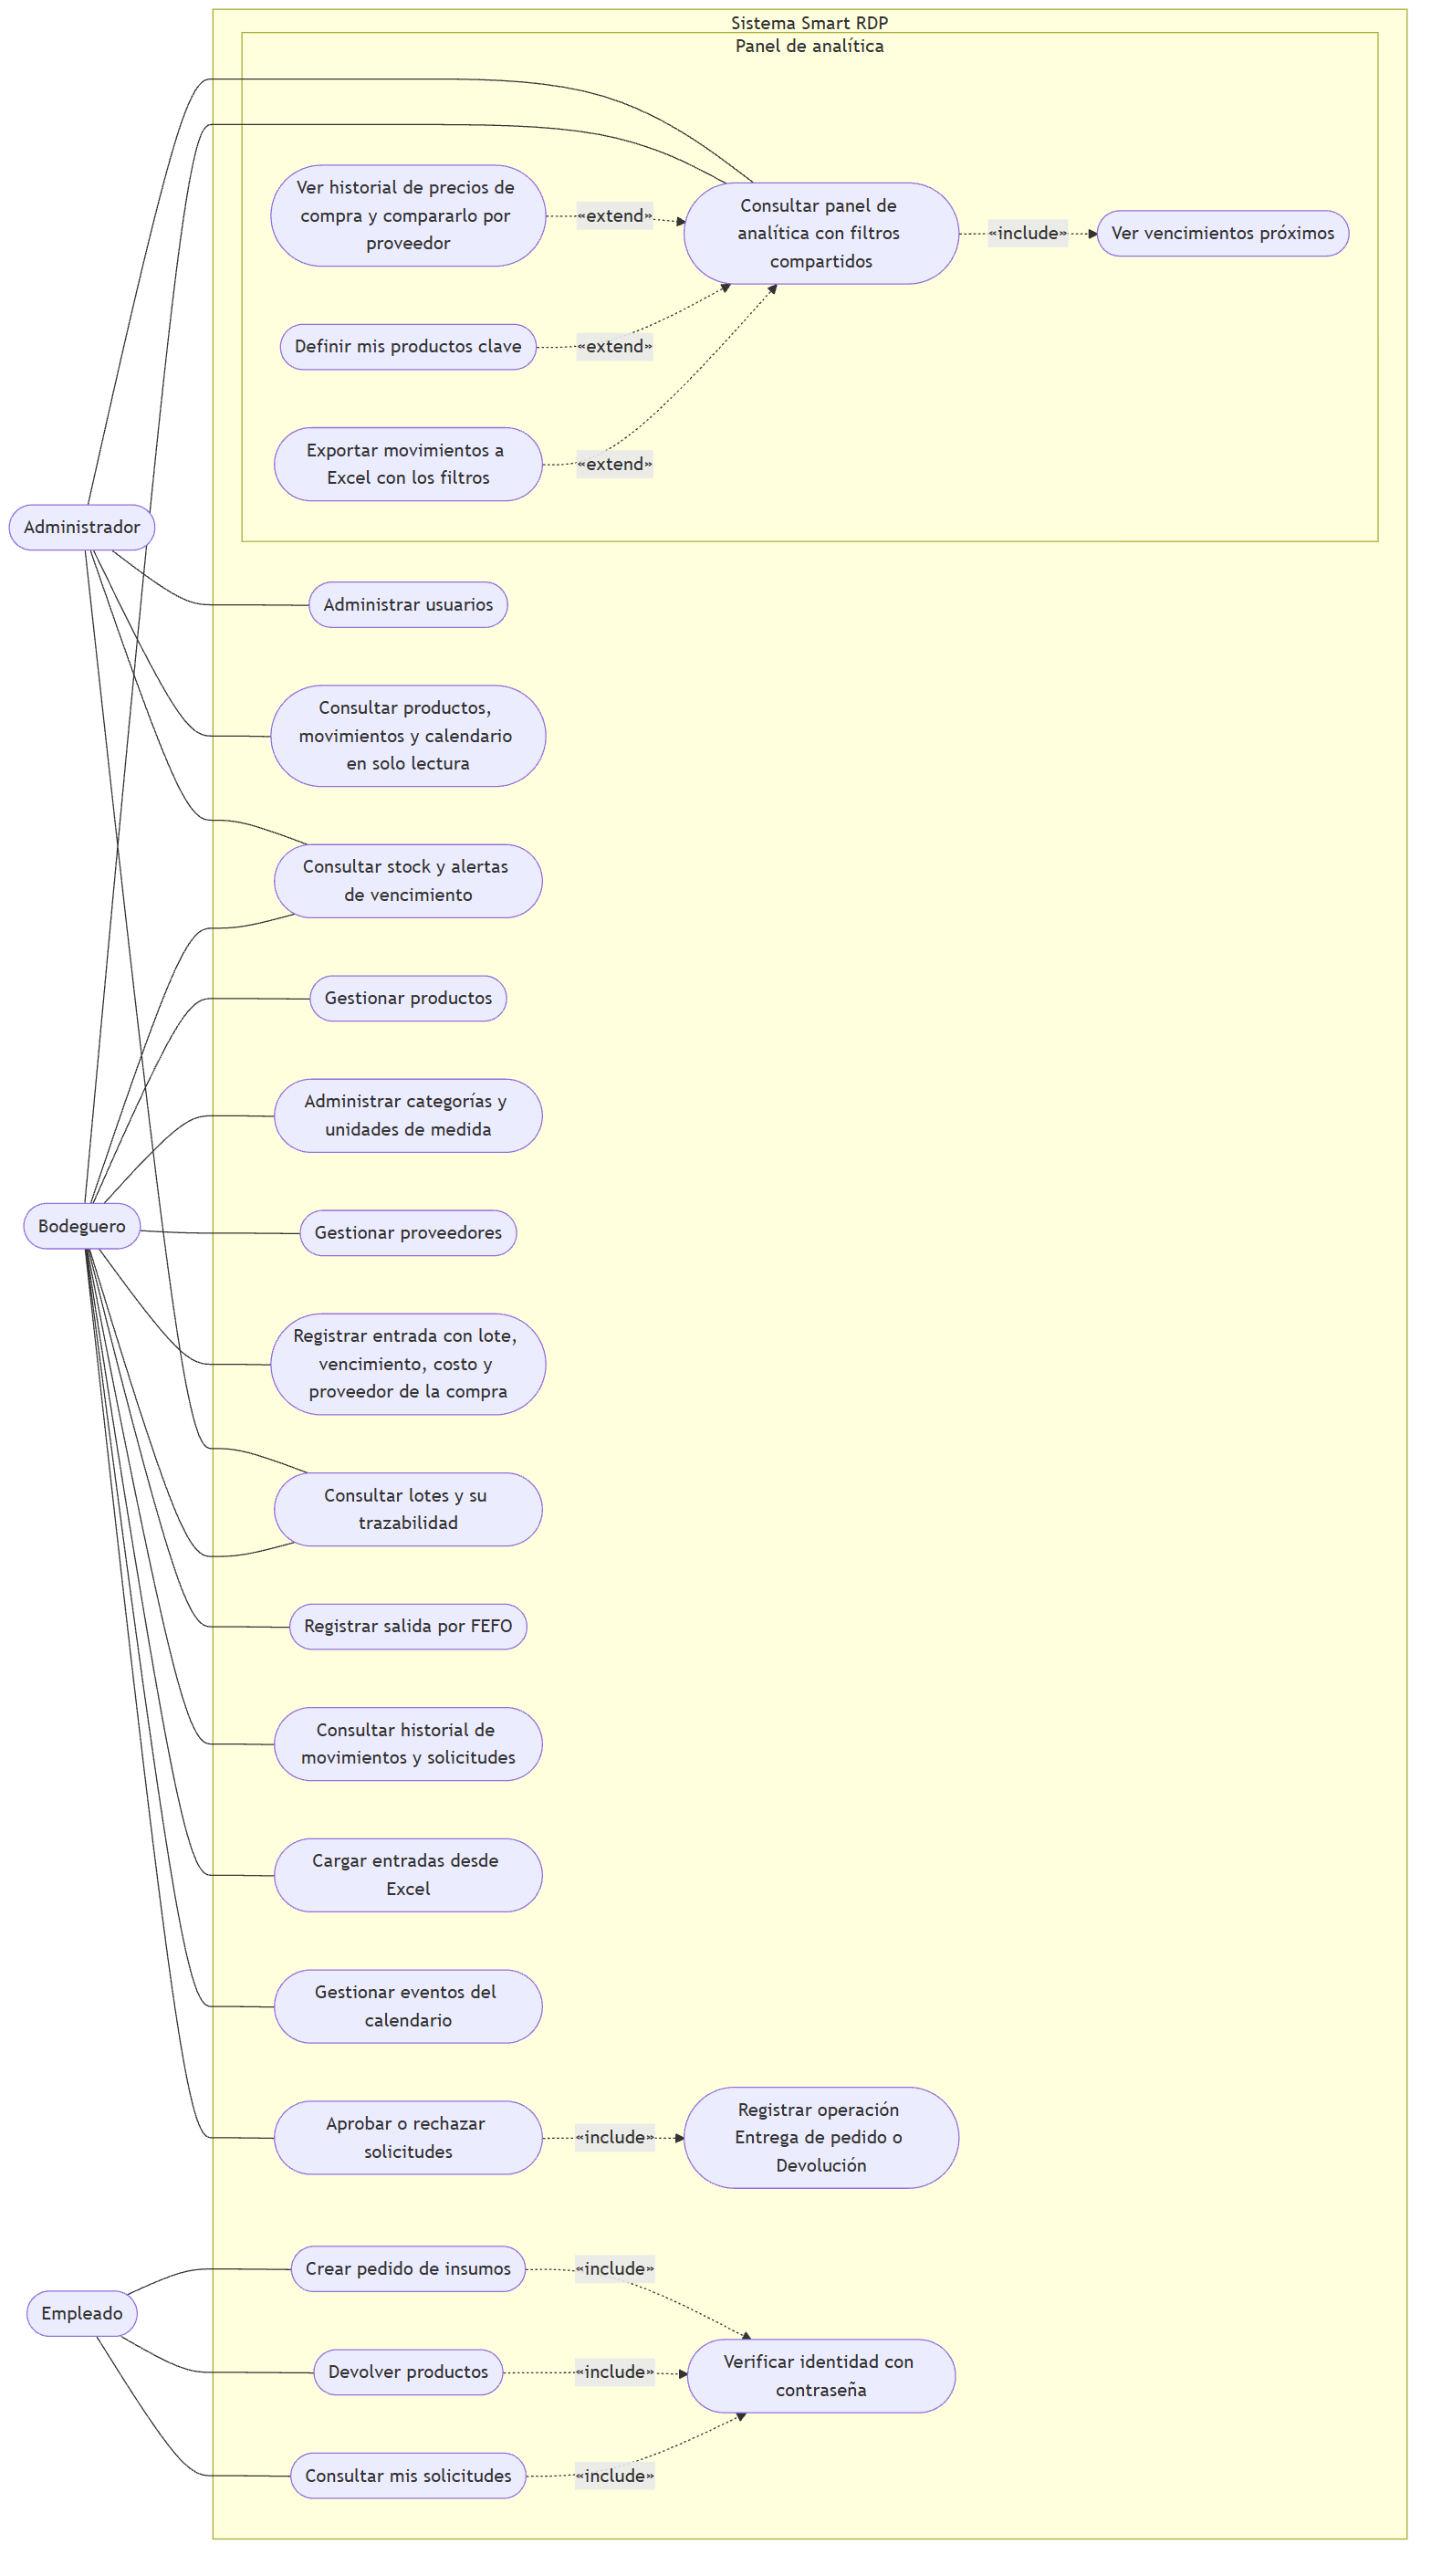 Sistema Smart RDP
Panel de analítica
Ver historial de precios de
compra y compararlo por
proveedor
«extend»
Consultar panel de
analítica con filtros
compartidos
«include»
Ver vencimientos próximos
Definir mis productos clave
«extend»
Exportar movimientos a
Excel con los filtros
«extend»
Administrador
Administrar usuarios
Consultar productos,
movimientos y calendario
en solo lectura
Consultar stock y alertas
de vencimiento
Gestionar productos
Administrar categorías y
unidades de medida
Bodeguero
Gestionar proveedores
Registrar entrada con lote,
vencimiento, costo y
proveedor de la compra
Consultar lotes y su
trazabilidad
Registrar salida por FEFO
Consultar historial de
movimientos y solicitudes
Cargar entradas desde
Excel
Gestionar eventos del
calendario
Aprobar o rechazar
solicitudes
«include»
Registrar operación
Entrega de pedido o
Devolución
Crear pedido de insumos
«include»
Empleado
Devolver productos
«include»
Verificar identidad con
contraseña
Consultar mis solicitudes
«include»